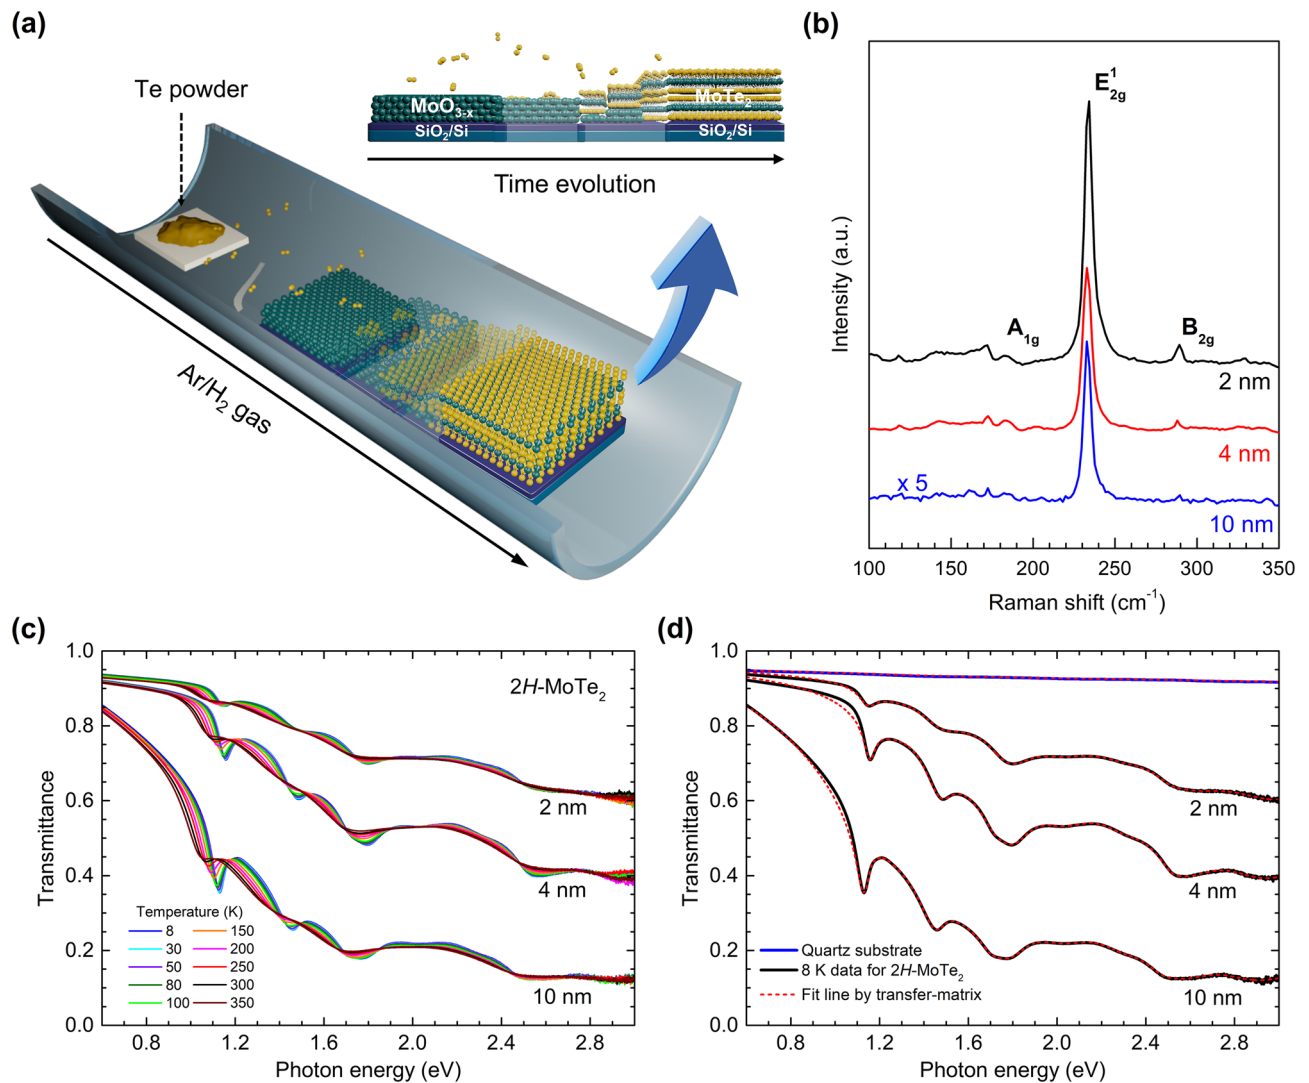 (a)
Te powder
MoO3-x
MoTe2
SiO2/Si
SiO2/Si
Time evolution
Ar/H2 gas
(b)
E12g
A1g
B2g
2 nm
4 nm
x 5
10 nm
Intensity (a.u.)
100 150 200 250 300 350
Raman shift (cm-1)
(c)
2H-MoTe2
1.0
0.8
0.6
0.4
0.2
0.0
Transmittance
2 nm
4 nm
10 nm
Temperature (K)
8 150
30 200
50 250
80 300
100 350
0.8 1.2 1.6 2.0 2.4 2.8
Photon energy (eV)
(d)
1.0
0.8
0.6
0.4
0.2
0.0
Transmittance
2 nm
4 nm
10 nm
Quartz substrate
8 K data for 2H-MoTe2
Fit line by transfer-matrix
0.8 1.2 1.6 2.0 2.4 2.8
Photon energy (eV)